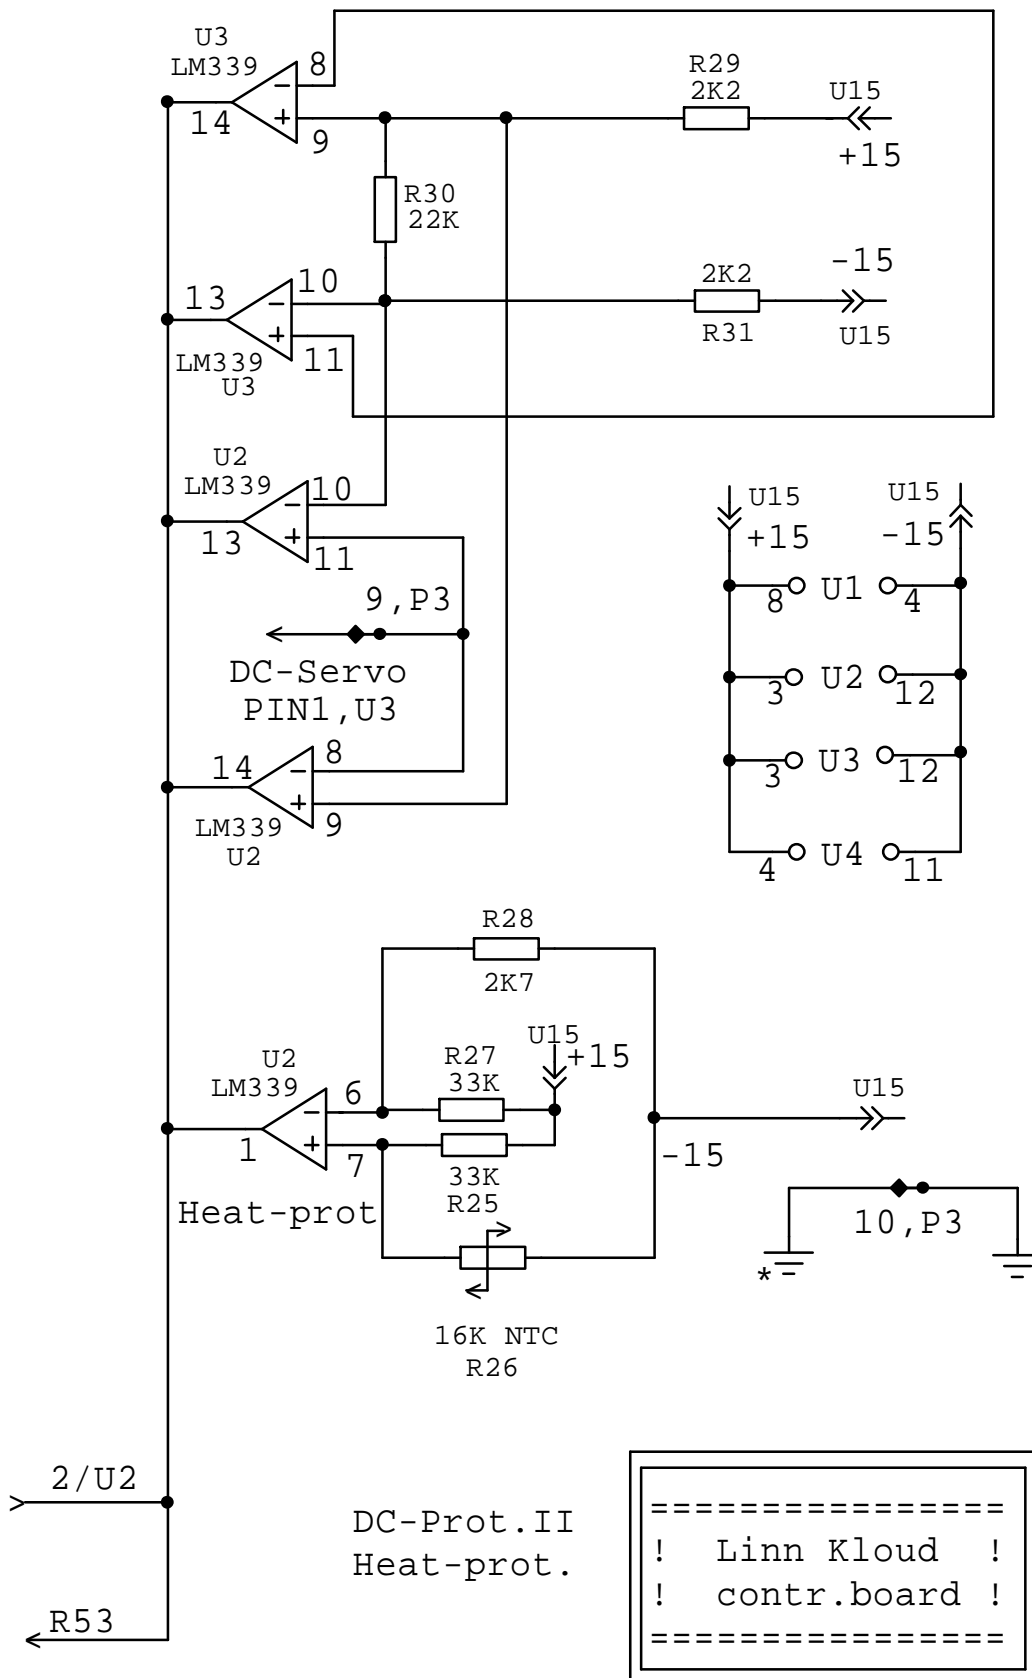 U3
LM339
8
14
9
R29
2K2
U15
+15
R30
22K
-15
2K2
R31
U15
10
13
11
LM339
U3
U2
LM339
10
13
11
9,P3
DC-Servo
PIN1,U3
14
8
9
LM339
U2
U15
+15
U15
-15
8 U1 4
3 U2 12
3 U3 12
4 U4 11
R28
2K7
U15
+15
R27
33K
U2
LM339
6
1
7
33K
R25
Heat-prot
-15
U15
10,P3
*
16K NTC
R26
2/U2
R53
DC-Prot.II
Heat-prot.
================
! Linn Kloud !
! contr.board !
================